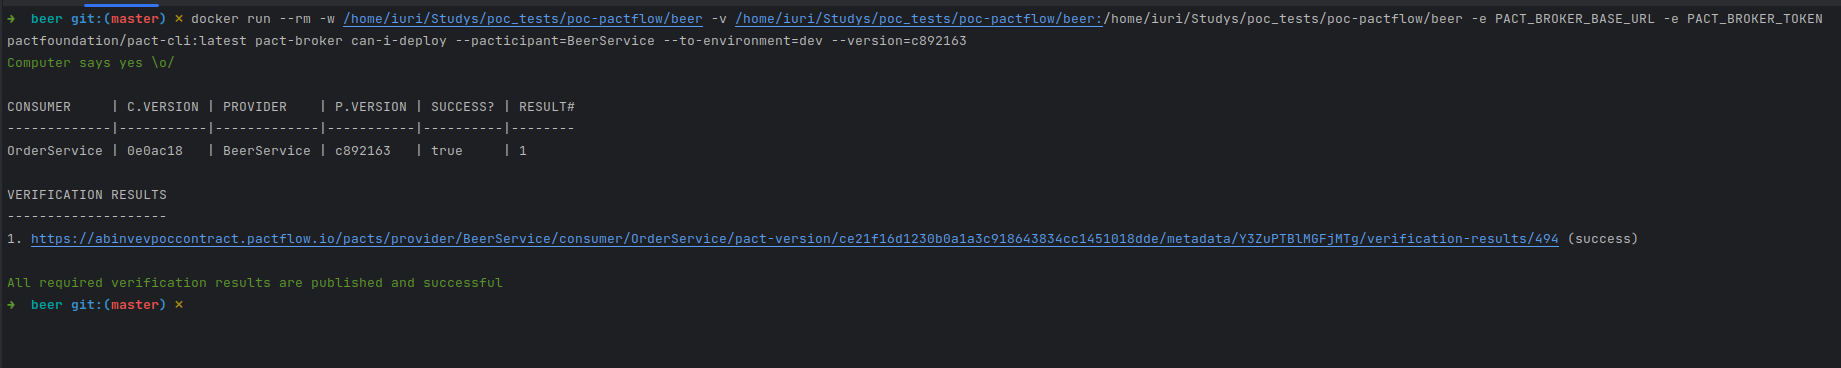 ➜  beer git:(master) ✗ docker run --rm -w /home/iuri/Studys/poc_tests/poc-pactflow/beer -v /home/iuri/Studys/poc_tests/poc-pactflow/beer:/home/iuri/Studys/poc_tests/poc-pactflow/beer -e PACT_BROKER_BASE_URL -e PACT_BROKER_TOKEN
pactfoundation/pact-cli:latest pact-broker can-i-deploy --pacticipant=BeerService --to-environment=dev --version=c892163
Computer says yes \o/
CONSUMER     | C.VERSION | PROVIDER    | P.VERSION | SUCCESS? | RESULT#
-------------|-----------|-------------|-----------|----------|--------
OrderService | 0e0ac18   | BeerService | c892163   | true     | 1
VERIFICATION RESULTS
--------------------
1. https://abinvevpoccontract.pactflow.io/pacts/provider/BeerService/consumer/OrderService/pact-version/ce21f16d1230b0a1a3c918643834cc1451018dde/metadata/Y3ZuPTBlMGFjMTg/verification-results/494 (success)
All required verification results are published and successful
➜  beer git:(master) ✗